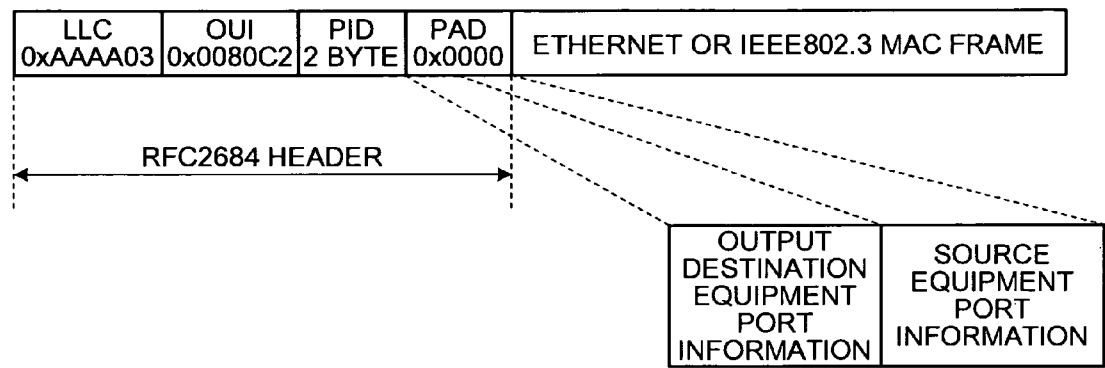 LLC
0xAAAA03
OUI
0x0080C2
PID
2 BYTE
PAD
0x0000
ETHERNET OR IEEE802.3 MAC FRAME
RFC2684 HEADER
OUTPUT
DESTINATION
EQUIPMENT
PORT
INFORMATION
SOURCE
EQUIPMENT
PORT
INFORMATION